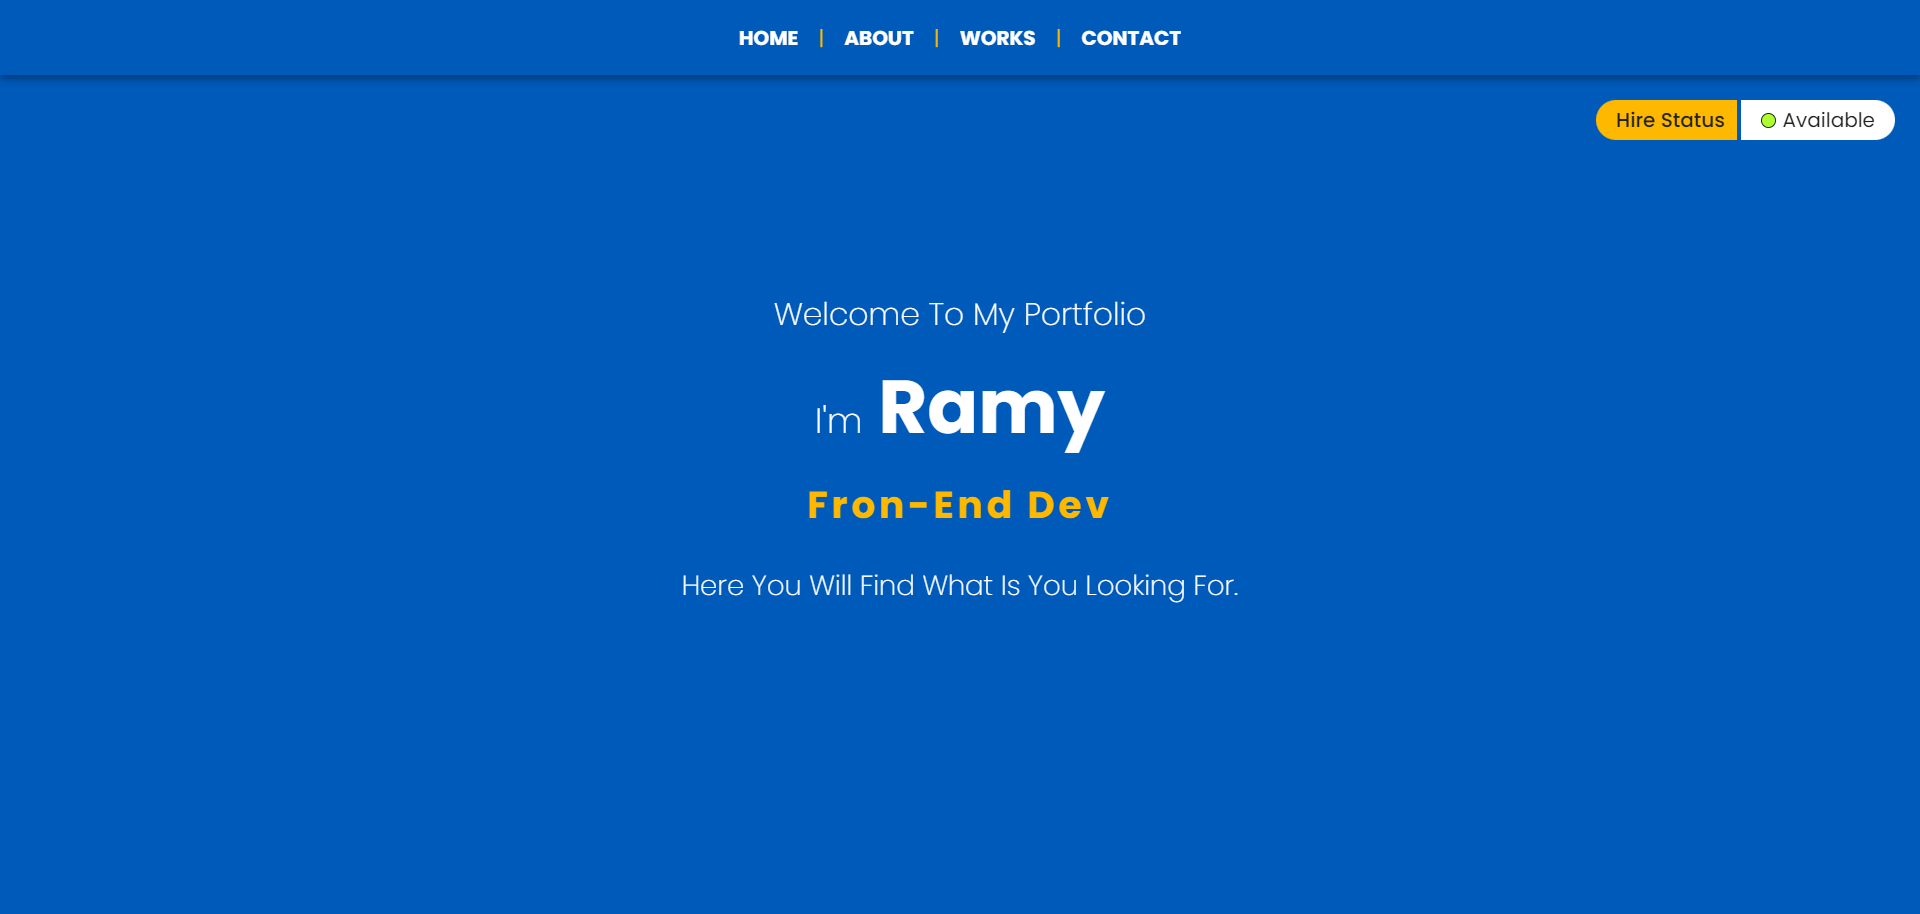 HOME | ABOUT | WORKS | CONTACT
Hire Status Available
Welcome To My Portfolio
I'm Ramy
Fron-End Dev
Here You Will Find What Is You Looking For.